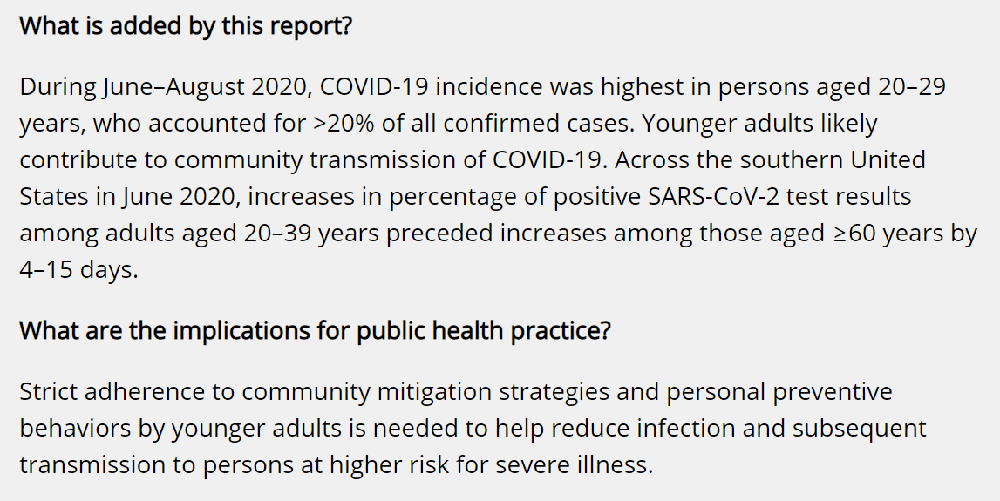 What is added by this report?
During June–August 2020, COVID-19 incidence was highest in persons aged 20–29
years, who accounted for >20% of all confirmed cases. Younger adults likely
contribute to community transmission of COVID-19. Across the southern United
States in June 2020, increases in percentage of positive SARS-CoV-2 test results
among adults aged 20–39 years preceded increases among those aged ≥60 years by
4–15 days.
What are the implications for public health practice?
Strict adherence to community mitigation strategies and personal preventive
behaviors by younger adults is needed to help reduce infection and subsequent
transmission to persons at higher risk for severe illness.